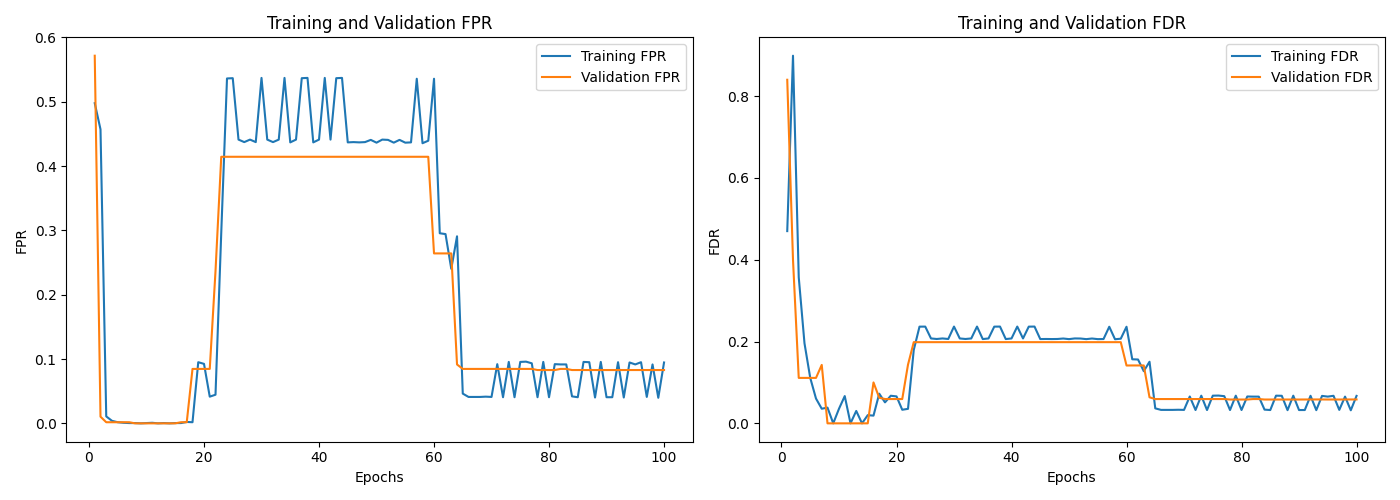 Training and Validation FPR
Training FPR
Validation FPR
0.6
0.5
0.4
0.3
0.2
0.1
0.0
FPR
0
20
40
60
80
100
Epochs
Training and Validation FDR
Training FDR
Validation FDR
0.8
0.6
0.4
0.2
0.0
FDR
0
20
40
60
80
100
Epochs